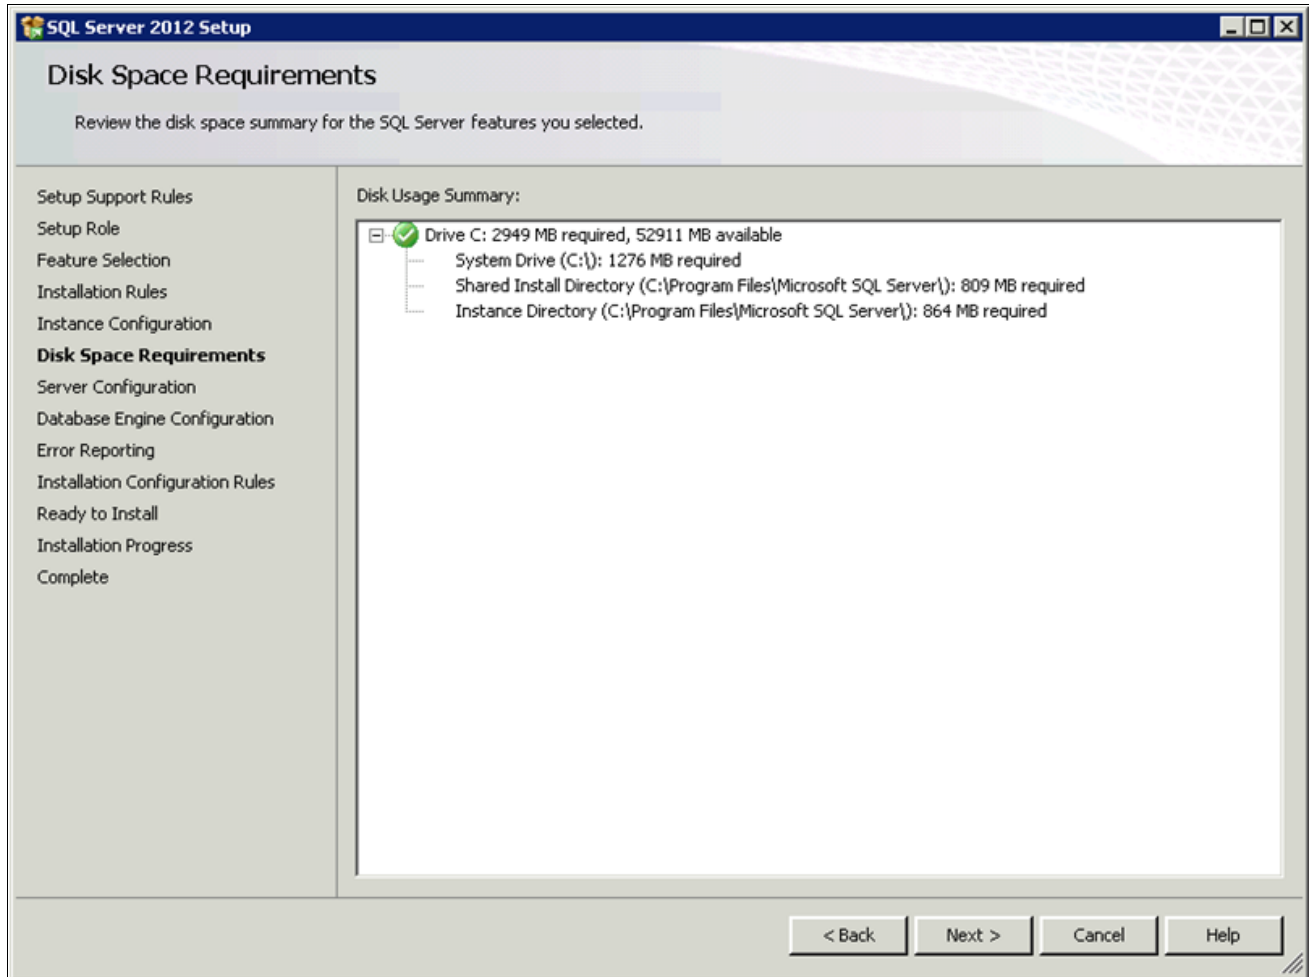 SQL Server 2012 Setup
Disk Space Requirements
Review the disk space summary for the SQL Server features you selected.
Setup Support Rules
Setup Role
Feature Selection
Installation Rules
Instance Configuration
Disk Space Requirements
Server Configuration
Database Engine Configuration
Error Reporting
Installation Configuration Rules
Ready to Install
Installation Progress
Complete
Disk Usage Summary:
Drive C: 2949 MB required, 52911 MB available
System Drive (C:\): 1276 MB required
Shared Install Directory (C:\Program Files\Microsoft SQL Server\): 809 MB required
Instance Directory (C:\Program Files\Microsoft SQL Server\): 864 MB required
< Back Next > Cancel Help